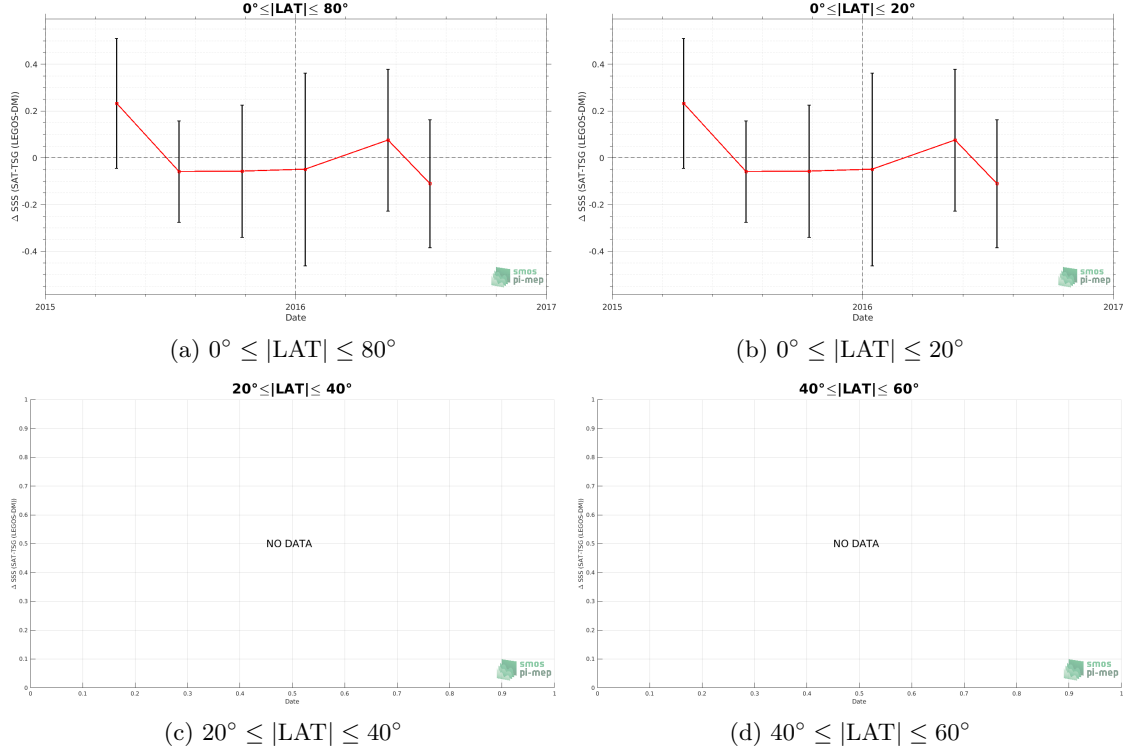 0°≤|LAT|≤ 80°
Δ SSS (SAT-TSG (LEGOS-DM))
0.4
0.2
0
-0.2
-0.4
smos
pi-mep
2015 2016 2017
Date
(a) 0° ≤ |LAT| ≤ 80°
0°≤|LAT|≤ 20°
Δ SSS (SAT-TSG (LEGOS-DM))
0.4
0.2
0
-0.2
-0.4
smos
pi-mep
2015 2016 2017
Date
(b) 0° ≤ |LAT| ≤ 20°
20°≤|LAT|≤ 40°
Δ SSS (SAT-TSG (LEGOS-DM))
1
0.9
0.8
0.7
0.6
0.5
0.4
0.3
0.2
0.1
0
NO DATA
smos
pi-mep
0 0.1 0.2 0.3 0.4 0.5 0.6 0.7 0.8 0.9 1
Date
(c) 20° ≤ |LAT| ≤ 40°
40°≤|LAT|≤ 60°
Δ SSS (SAT-TSG (LEGOS-DM))
1
0.9
0.8
0.7
0.6
0.5
0.4
0.3
0.2
0.1
0
NO DATA
smos
pi-mep
0 0.1 0.2 0.3 0.4 0.5 0.6 0.7 0.8 0.9 1
Date
(d) 40° ≤ |LAT| ≤ 60°